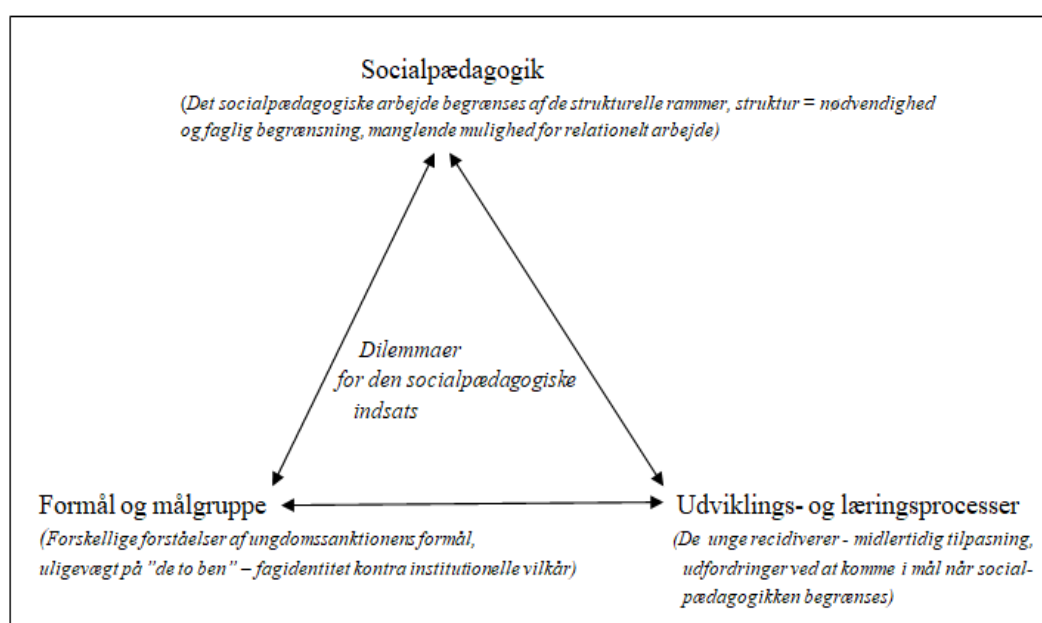 Socialpædagogik
(Det socialpædagogiske arbejde begrænses af de strukturelle rammer, struktur = nødvendighed
og faglig begrænsning, manglende mulighed for relationelt arbejde)
Dilemmaer
for den socialpædagogiske
indsats
Formål og målgruppe
(Forskellige forståelser af ungdomssanktionens formål,
uligevægt på ”de to ben” – fagidentitet kontra institutionelle vilkår)
Udviklings- og læringsprocesser
(De unge recidiverer - midlertidig tilpasning,
udfordringer ved at komme i mål når social-
pædagogikken begrænses)